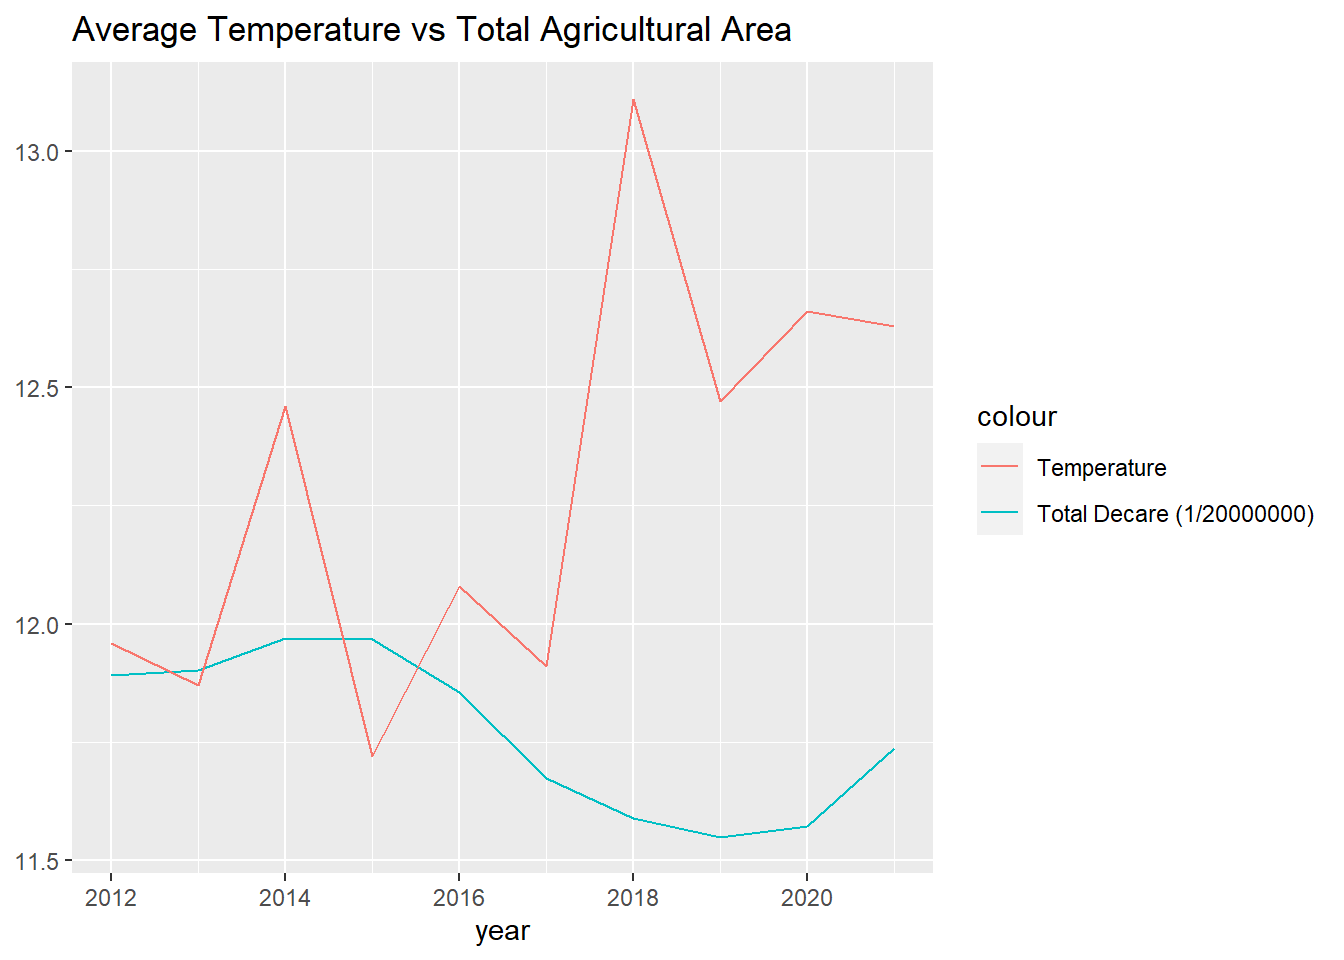 Average Temperature vs Total Agricultural Area
13.0
12.5
12.0
11.5
2012 2014 2016 2018 2020
year
colour
Temperature
Total Decare (1/20000000)